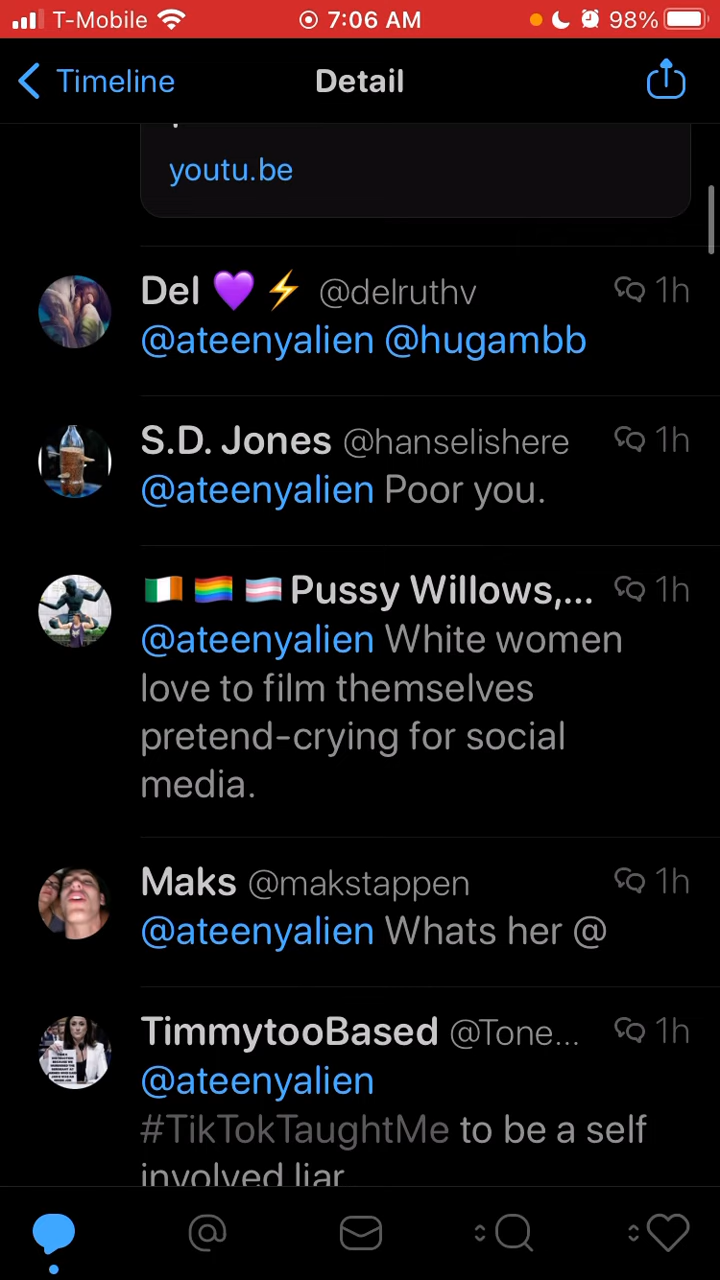 T-Mobile 7:06 AM 98%
Timeline Detail
youtu.be
Del 💜⚡ @delruthv 1h
@ateenyalien @hugambb
S.D. Jones @hanselishere 1h
@ateenyalien Poor you.
🇮🇪 🏳️‍🌈 🏳️‍⚧️ Pussy Willows,... 1h
@ateenyalien White women
love to film themselves
pretend-crying for social
media.
Maks @makstappen 1h
@ateenyalien Whats her @
TimmytooBased @Tone... 1h
@ateenyalien
#TikTokTaughtMe to be a self
involved liar